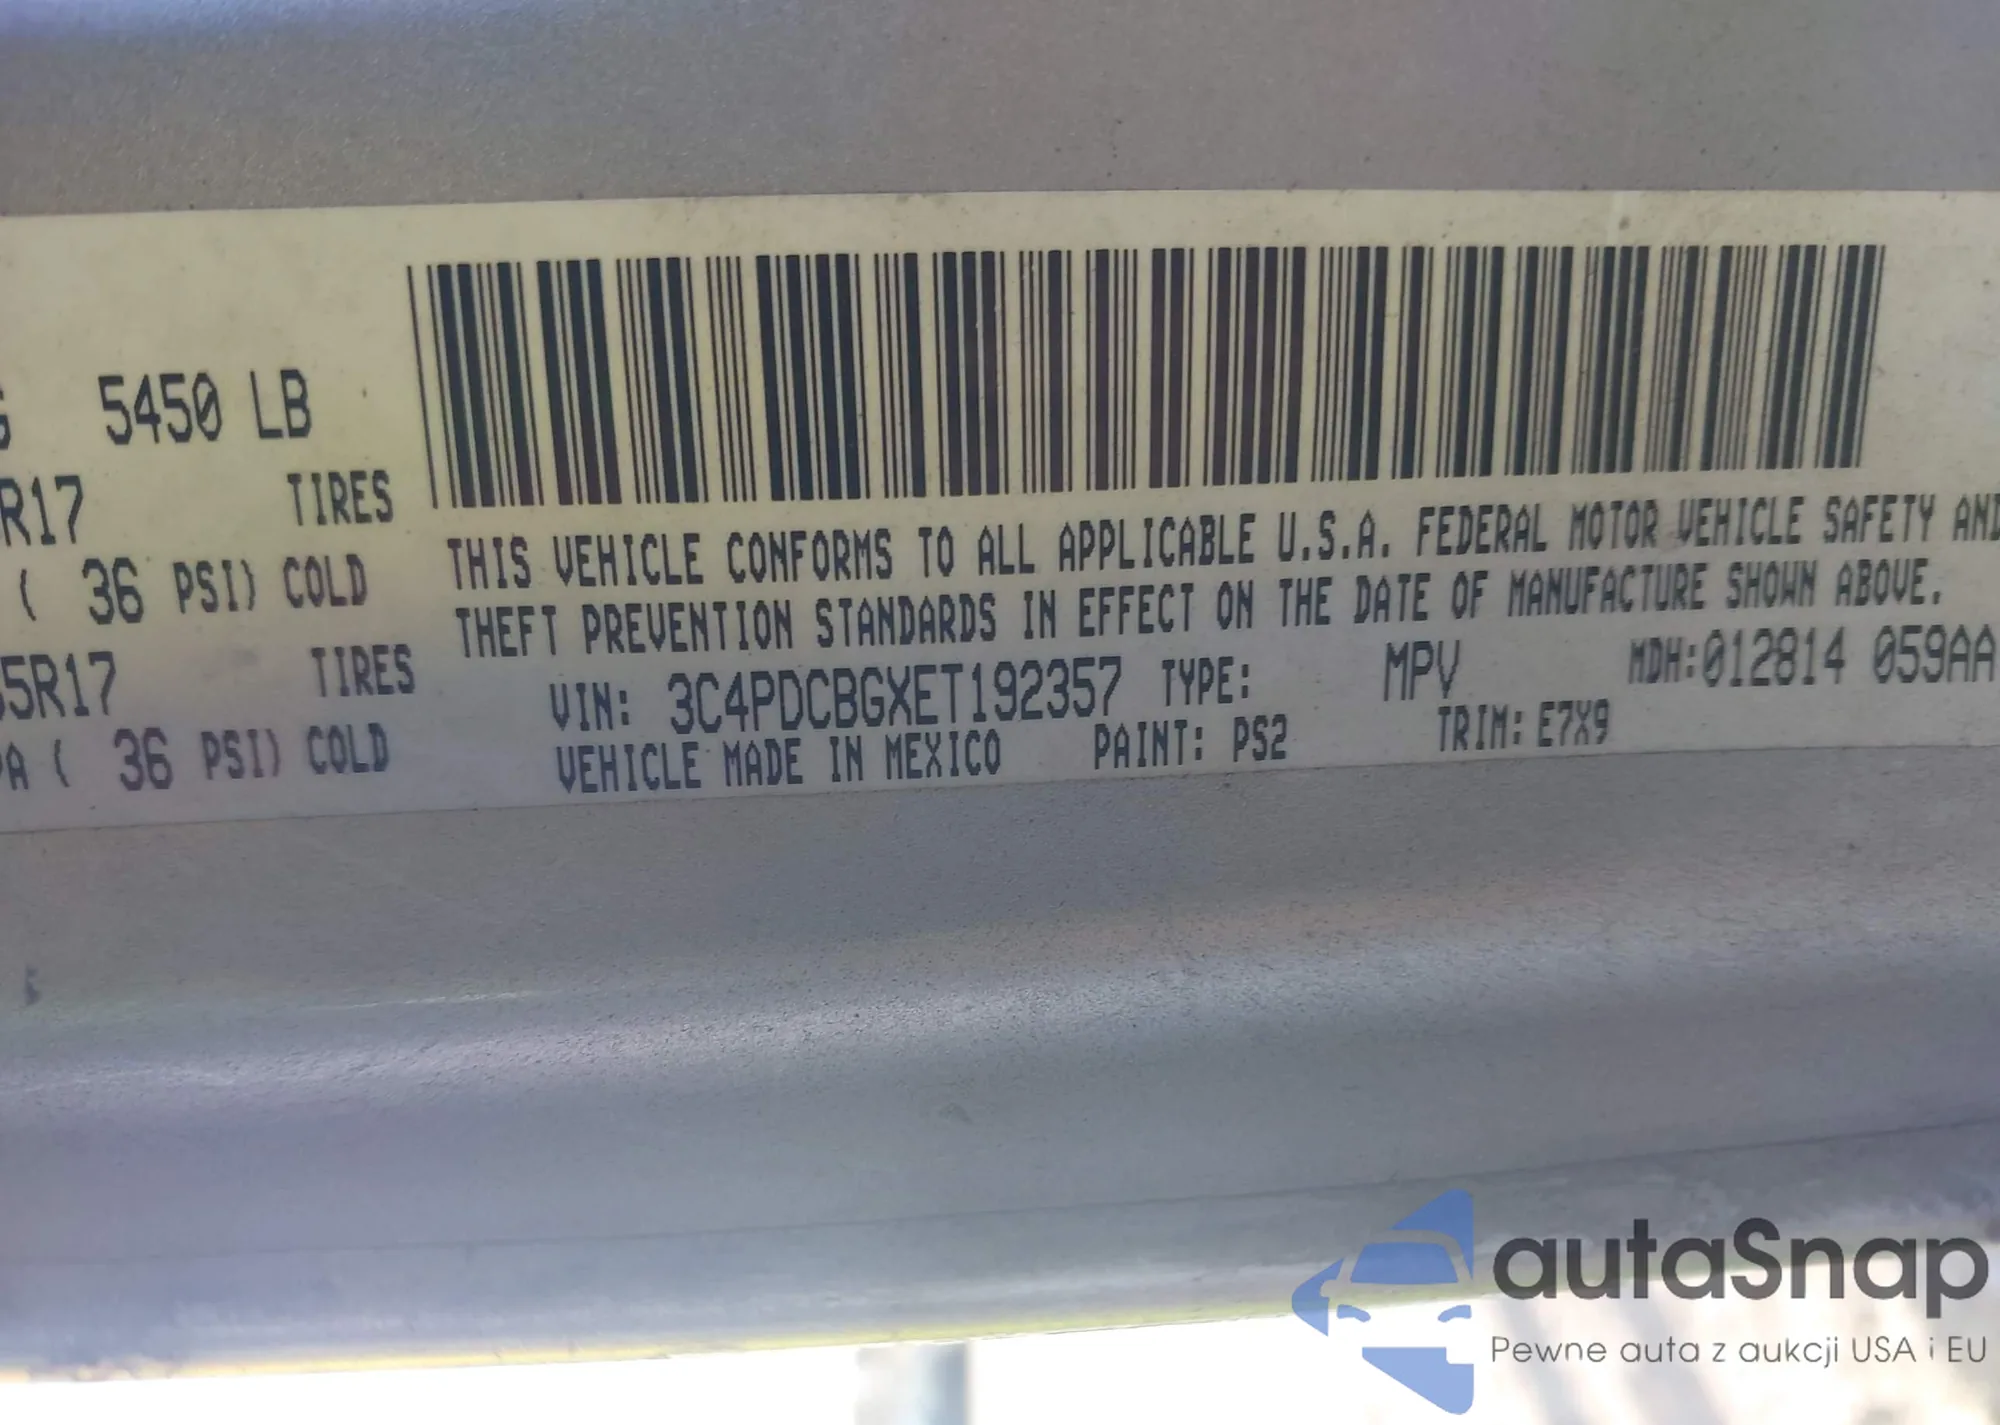 5450 LB
R17 TIRES
( 36 PSI) COLD
5R17 TIRES
A ( 36 PSI) COLD
THIS VEHICLE CONFORMS TO ALL APPLICABLE U.S.A. FEDERAL MOTOR VEHICLE SAFETY AND
THEFT PREVENTION STANDARDS IN EFFECT ON THE DATE OF MANUFACTURE SHOWN ABOVE.
VIN: 3C4PDCBGXET192357 TYPE: MPV MDH:012814 059AA
VEHICLE MADE IN MEXICO PAINT: PS2 TRIM: E7X9
autaSnap
Pewne auta z aukcji USA i EU